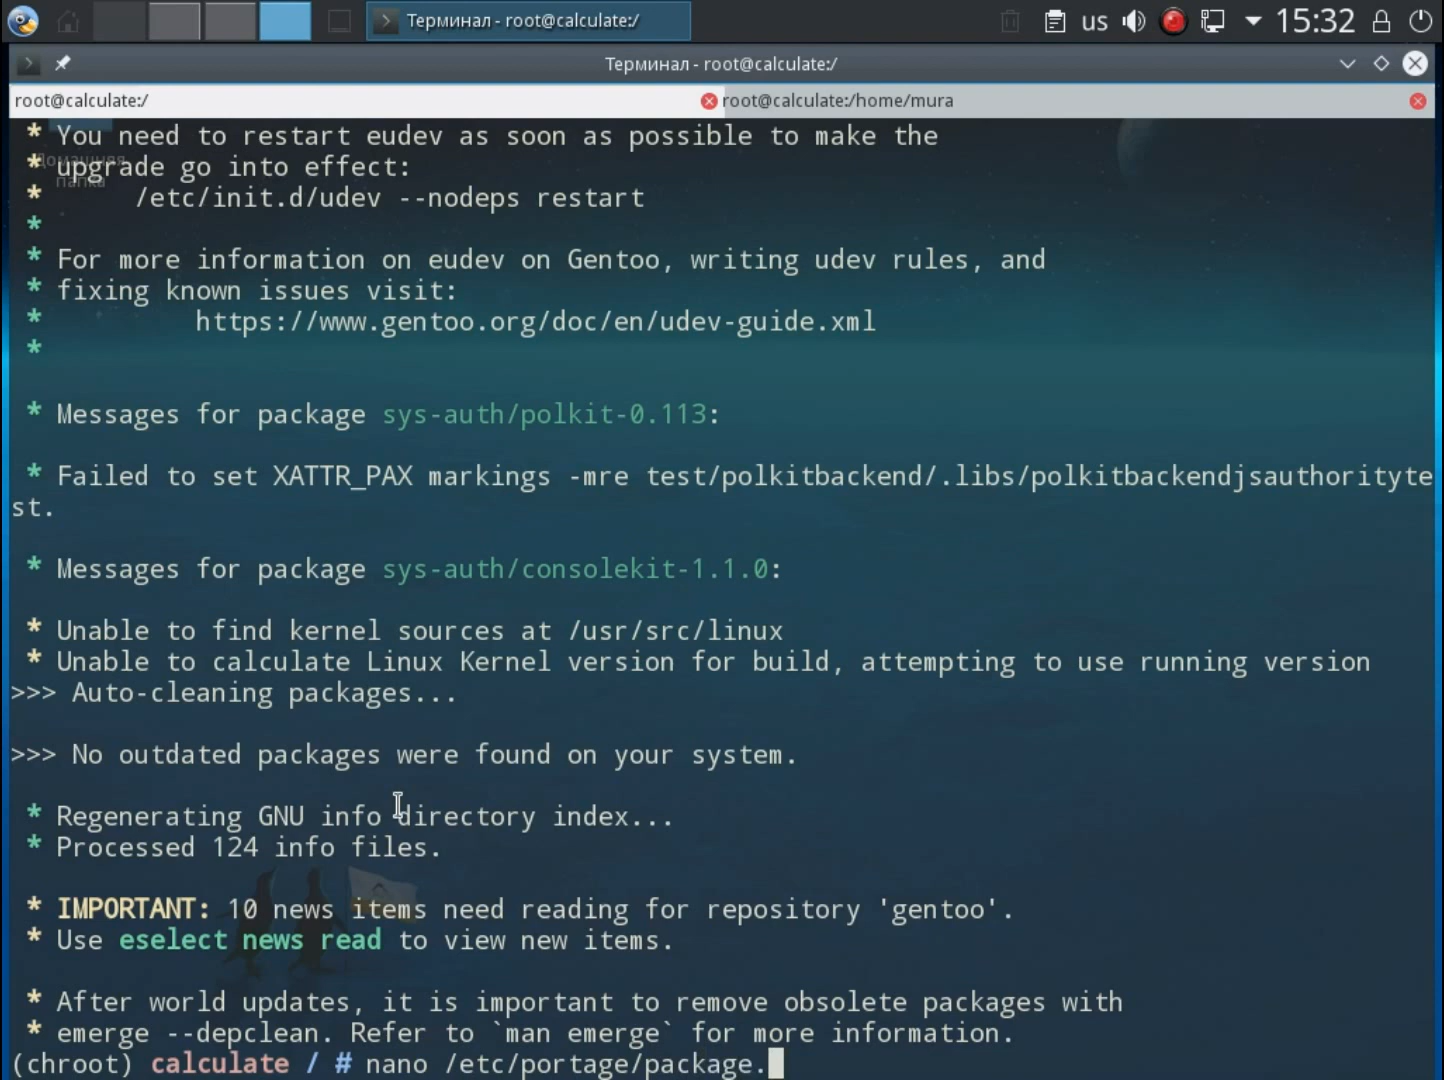 Терминал - root@calculate:/
us
15:32
Терминал - root@calculate:/
root@calculate:/
root@calculate:/home/mura
* You need to restart eudev as soon as possible to make the
* upgrade go into effect:
Домашняя
папка
*      /etc/init.d/udev --nodeps restart
*
* For more information on eudev on Gentoo, writing udev rules, and
* fixing known issues visit:
*          https://www.gentoo.org/doc/en/udev-guide.xml
*
* Messages for package sys-auth/polkit-0.113:
* Failed to set XATTR_PAX markings -mre test/polkitbackend/.libs/polkitbackendjsauthorityte
st.
* Messages for package sys-auth/consolekit-1.1.0:
* Unable to find kernel sources at /usr/src/linux
* Unable to calculate Linux Kernel version for build, attempting to use running version
>>> Auto-cleaning packages...
>>> No outdated packages were found on your system.
* Regenerating GNU info directory index...
* Processed 124 info files.
* IMPORTANT: 10 news items need reading for repository 'gentoo'.
* Use eselect news read to view new items.
* After world updates, it is important to remove obsolete packages with
* emerge --depclean. Refer to `man emerge` for more information.
(chroot) calculate / # nano /etc/portage/package.